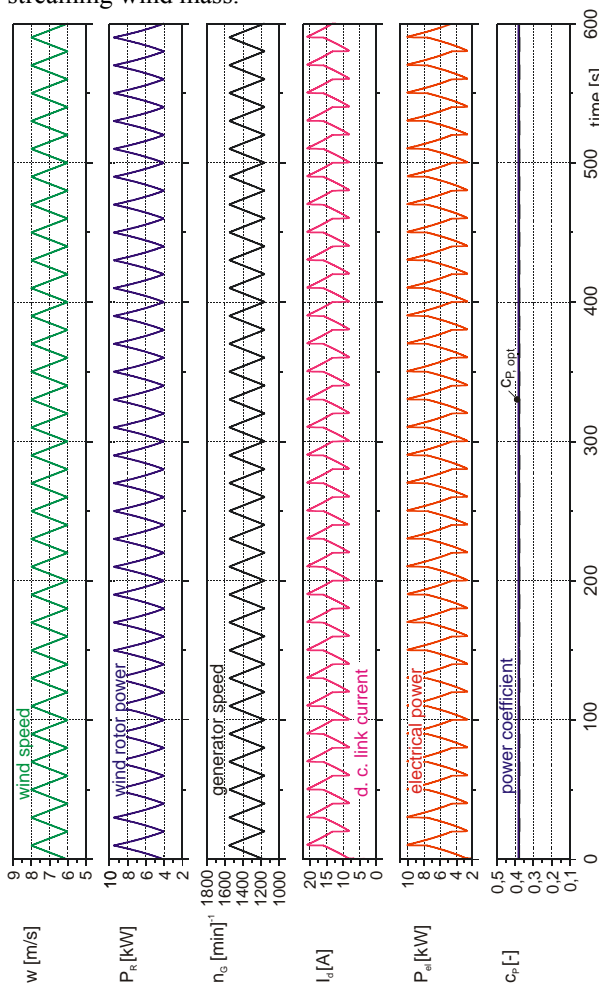 streaming wind mass.
w [m/s]
9
8
7
6
5
wind speed
P_R [kW]
10
8
6
4
2
wind rotor power
n_G [min]⁻¹
1800
1600
1400
1200
1000
generator speed
I_d [A]
20
15
10
5
0
d. c. link current
P_el [kW]
10
8
6
4
2
electrical power
c_P [-]
0,5
0,4
0,3
0,2
0,1
power coefficient
c_P, opt
0
100
200
300
400
500
600
time [s]